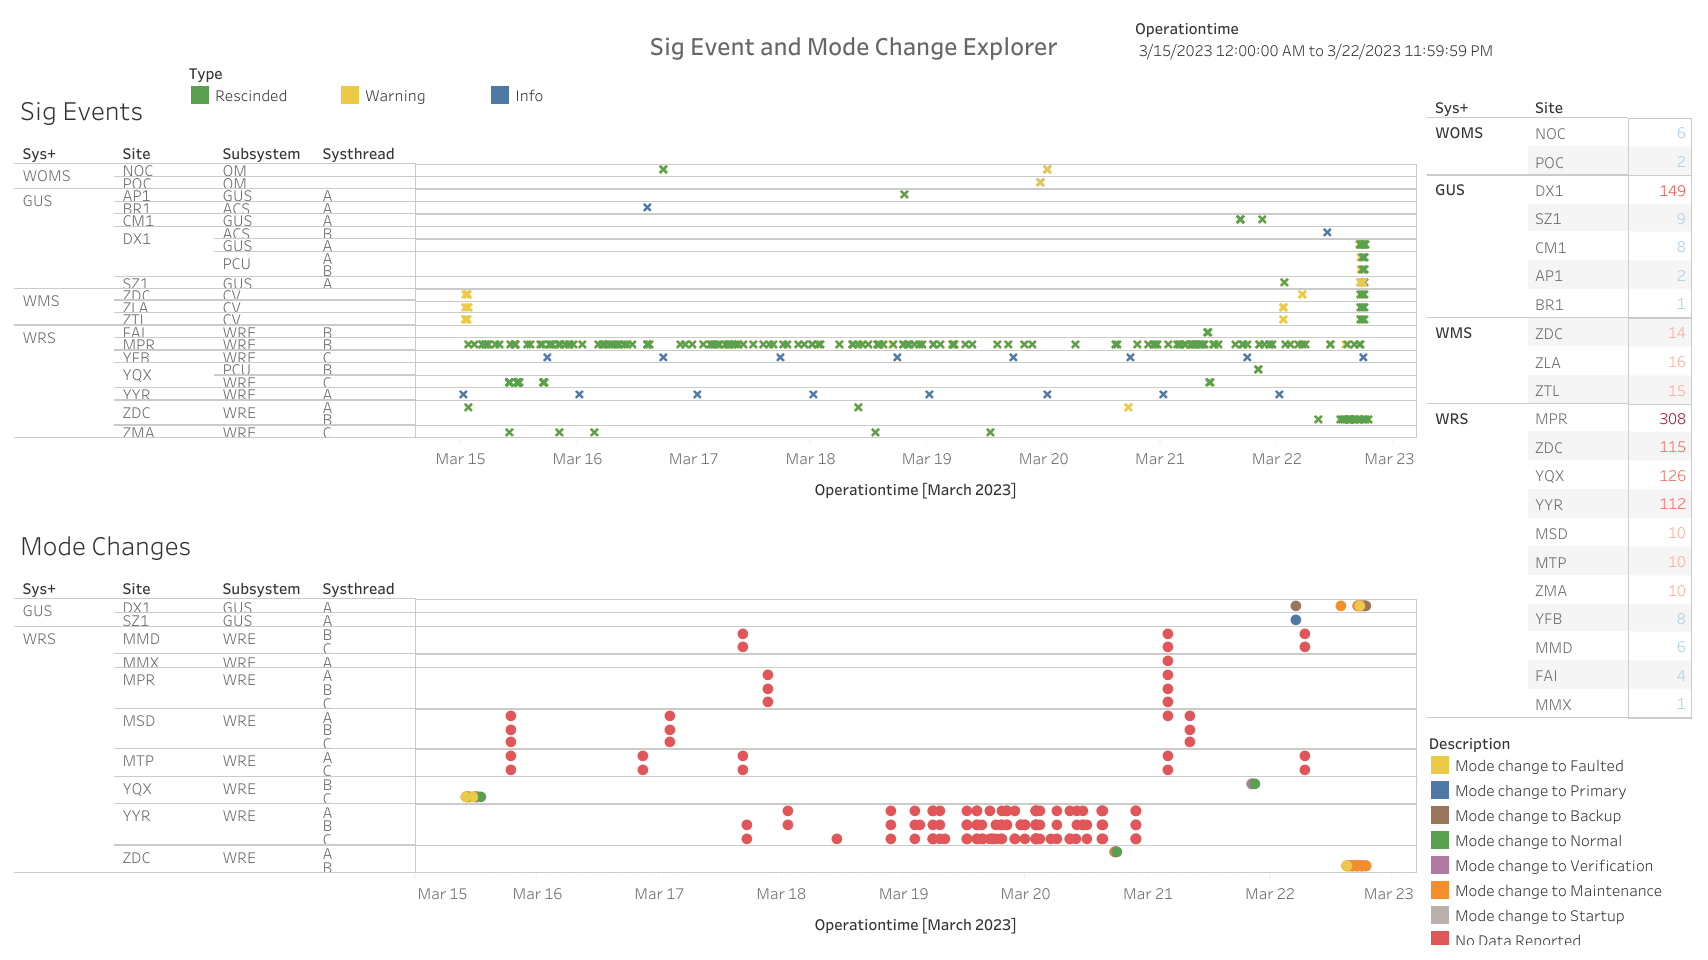 Sig Event and Mode Change Explorer
Operationtime
3/15/2023 12:00:00 AM to 3/22/2023 11:59:59 PM
Type
Rescinded Warning Info
Sig Events
Sys+ Site Subsystem Systhread
WOMS NOC OM
POC OM
GUS AP1 GUS A
BR1 ACS A
CM1 GUS A
DX1 ACS B
GUS A
PCU A
B
SZ1 GUS A
WMS ZDC CV
ZLA CV
ZTL CV
WRS FAI WRE B
MPR WRE B
YFB WRE C
YQX PCU B
WRE C
YYR WRE A
ZDC WRE A
B
ZMA WRE C
Mar 15 Mar 16 Mar 17 Mar 18 Mar 19 Mar 20 Mar 21 Mar 22 Mar 23
Operationtime [March 2023]
Mode Changes
Sys+ Site Subsystem Systhread
GUS DX1 GUS A
SZ1 GUS A
WRS MMD WRE B
C
MMX WRE A
MPR WRE A
B
C
MSD WRE A
B
C
MTP WRE A
C
YQX WRE B
C
YYR WRE A
B
C
ZDC WRE A
B
Mar 15 Mar 16 Mar 17 Mar 18 Mar 19 Mar 20 Mar 21 Mar 22 Mar 23
Operationtime [March 2023]
Sys+ Site
WOMS NOC 6
POC 2
GUS DX1 149
SZ1 9
CM1 8
AP1 2
BR1 1
WMS ZDC 14
ZLA 16
ZTL 15
WRS MPR 308
ZDC 115
YQX 126
YYR 112
MSD 10
MTP 10
ZMA 10
YFB 8
MMD 6
FAI 4
MMX 1
Description
Mode change to Faulted
Mode change to Primary
Mode change to Backup
Mode change to Normal
Mode change to Verification
Mode change to Maintenance
Mode change to Startup
No Data Reported